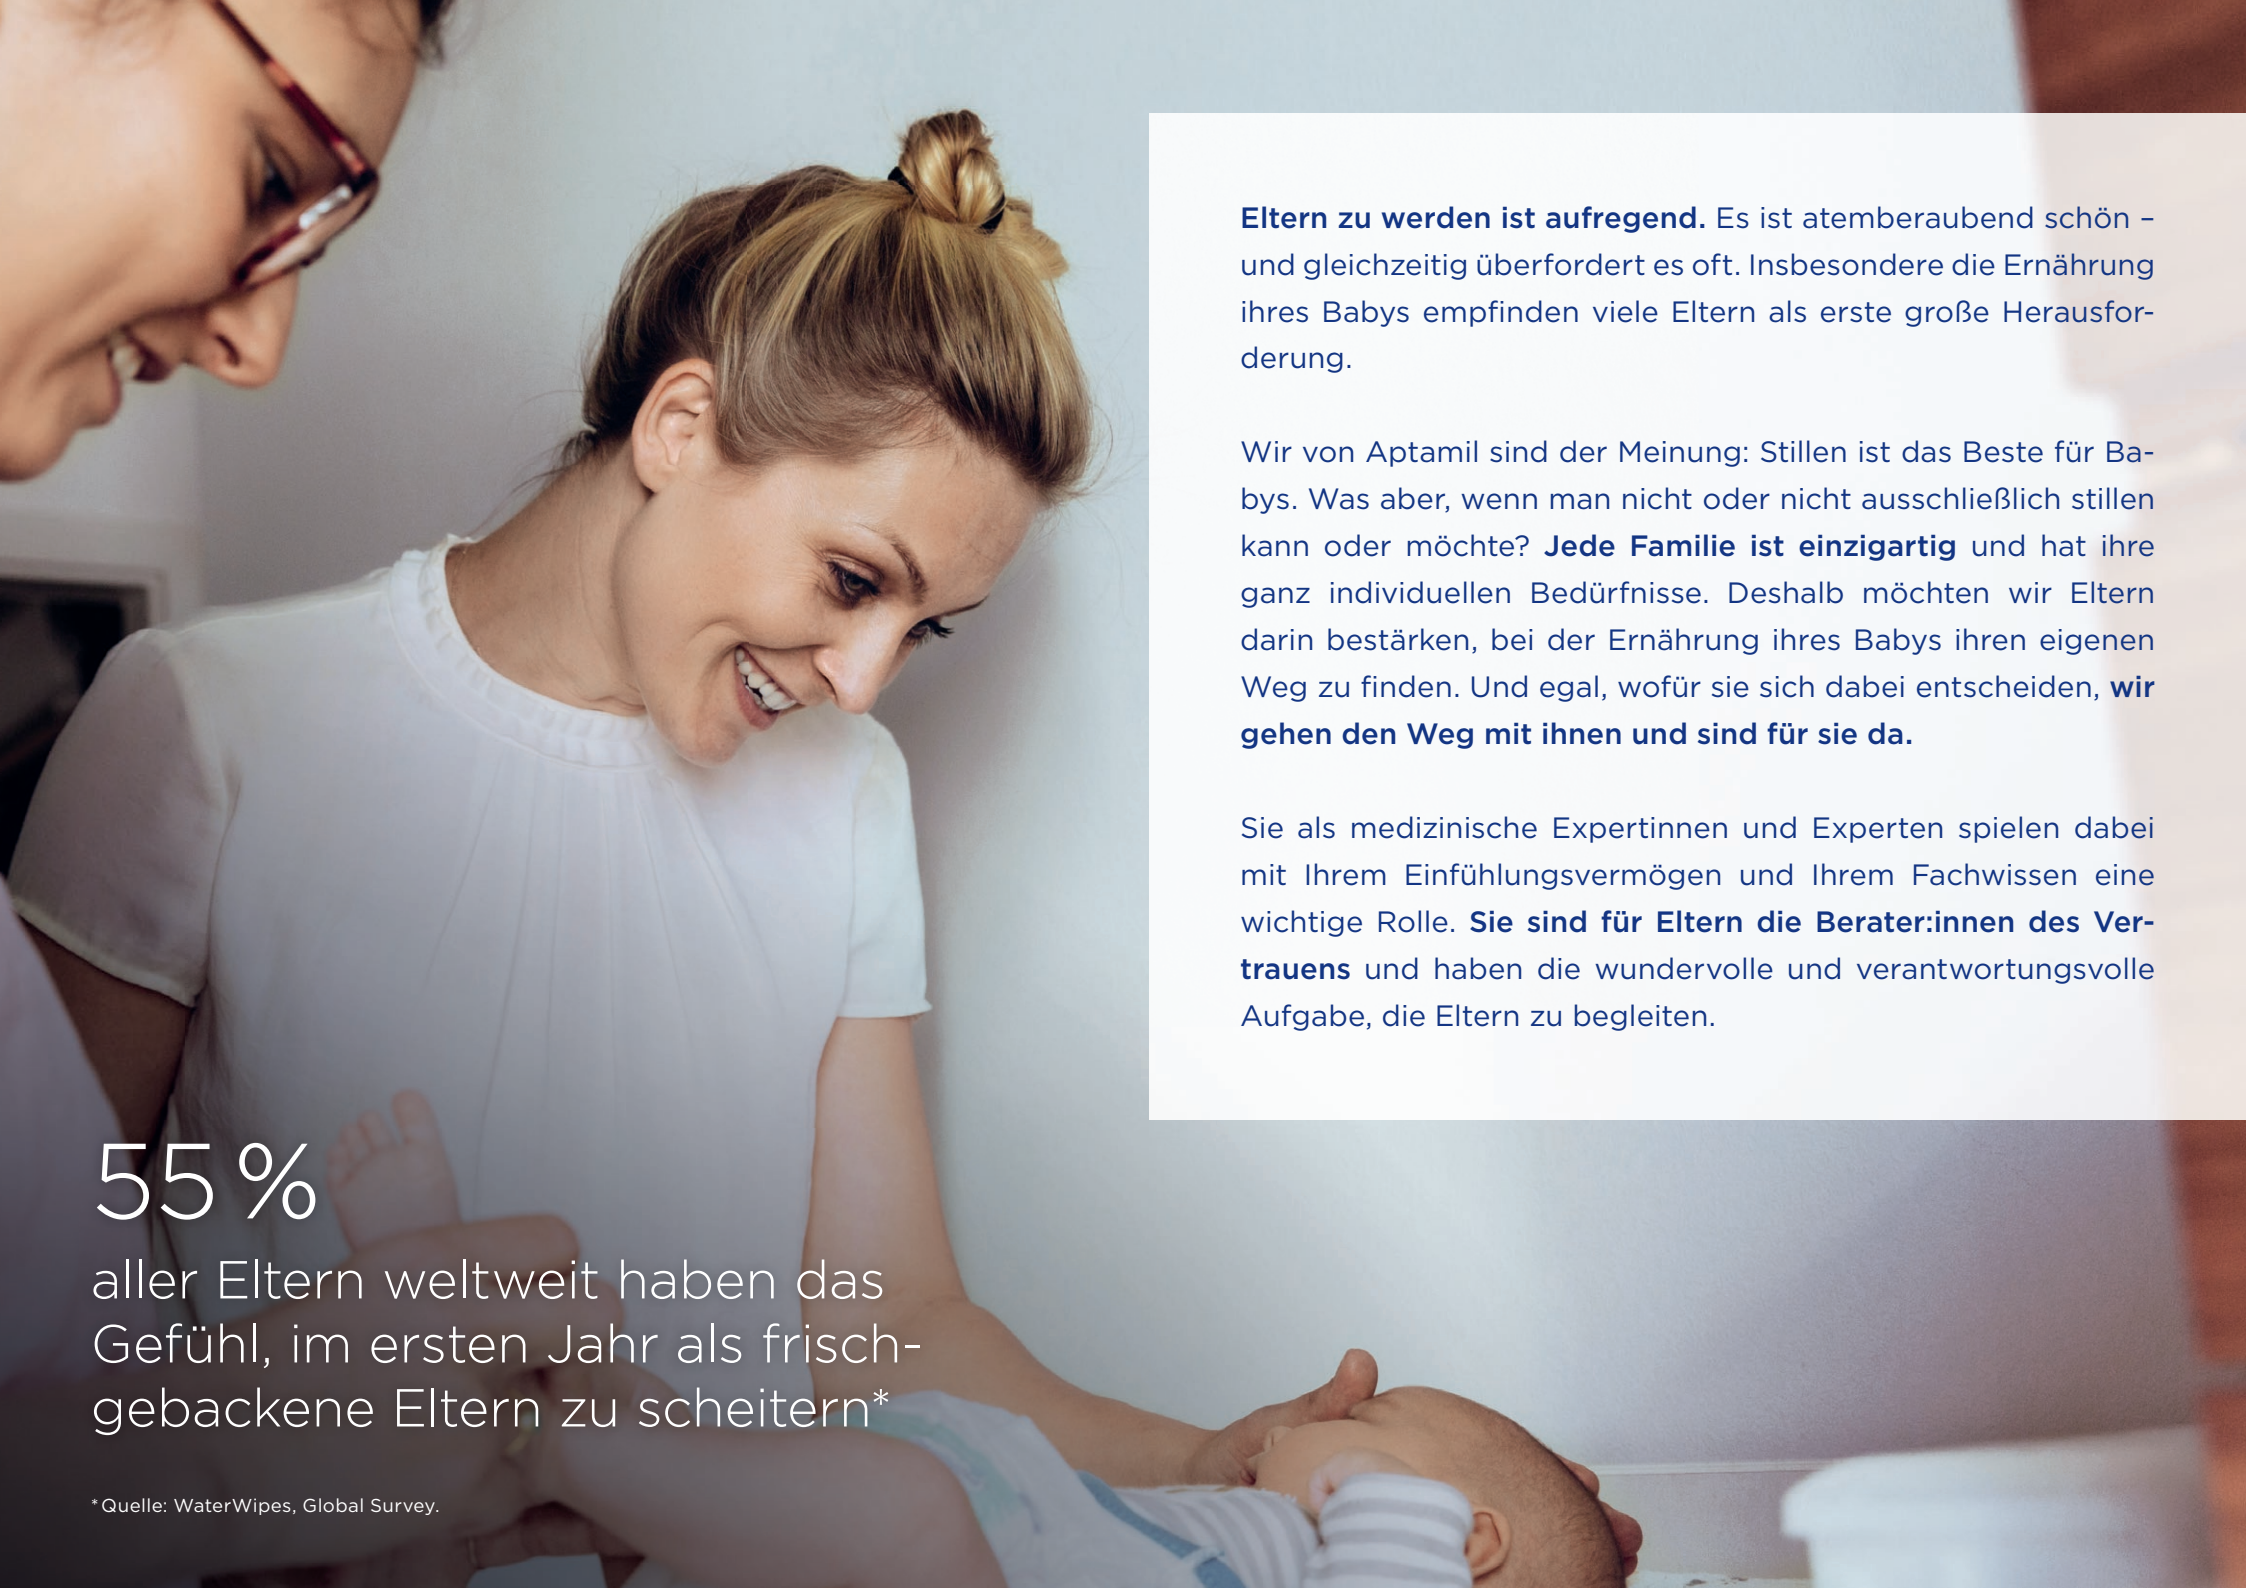 Eltern zu werden ist aufregend. Es ist atemberaubend schön –
und gleichzeitig überfordert es oft. Insbesondere die Ernährung
ihres Babys empfinden viele Eltern als erste große Herausfor-
derung.
Wir von Aptamil sind der Meinung: Stillen ist das Beste für Ba-
bys. Was aber, wenn man nicht oder nicht ausschließlich stillen
kann oder möchte? Jede Familie ist einzigartig und hat ihre
ganz individuellen Bedürfnisse. Deshalb möchten wir Eltern
darin bestärken, bei der Ernährung ihres Babys ihren eigenen
Weg zu finden. Und egal, wofür sie sich dabei entscheiden, wir
gehen den Weg mit ihnen und sind für sie da.
Sie als medizinische Expertinnen und Experten spielen dabei
mit Ihrem Einfühlungsvermögen und Ihrem Fachwissen eine
wichtige Rolle. Sie sind für Eltern die Berater:innen des Ver-
trauens und haben die wundervolle und verantwortungsvolle
Aufgabe, die Eltern zu begleiten.
55 %
aller Eltern weltweit haben das
Gefühl, im ersten Jahr als frisch-
gebackene Eltern zu scheitern*
*Quelle: WaterWipes, Global Survey.